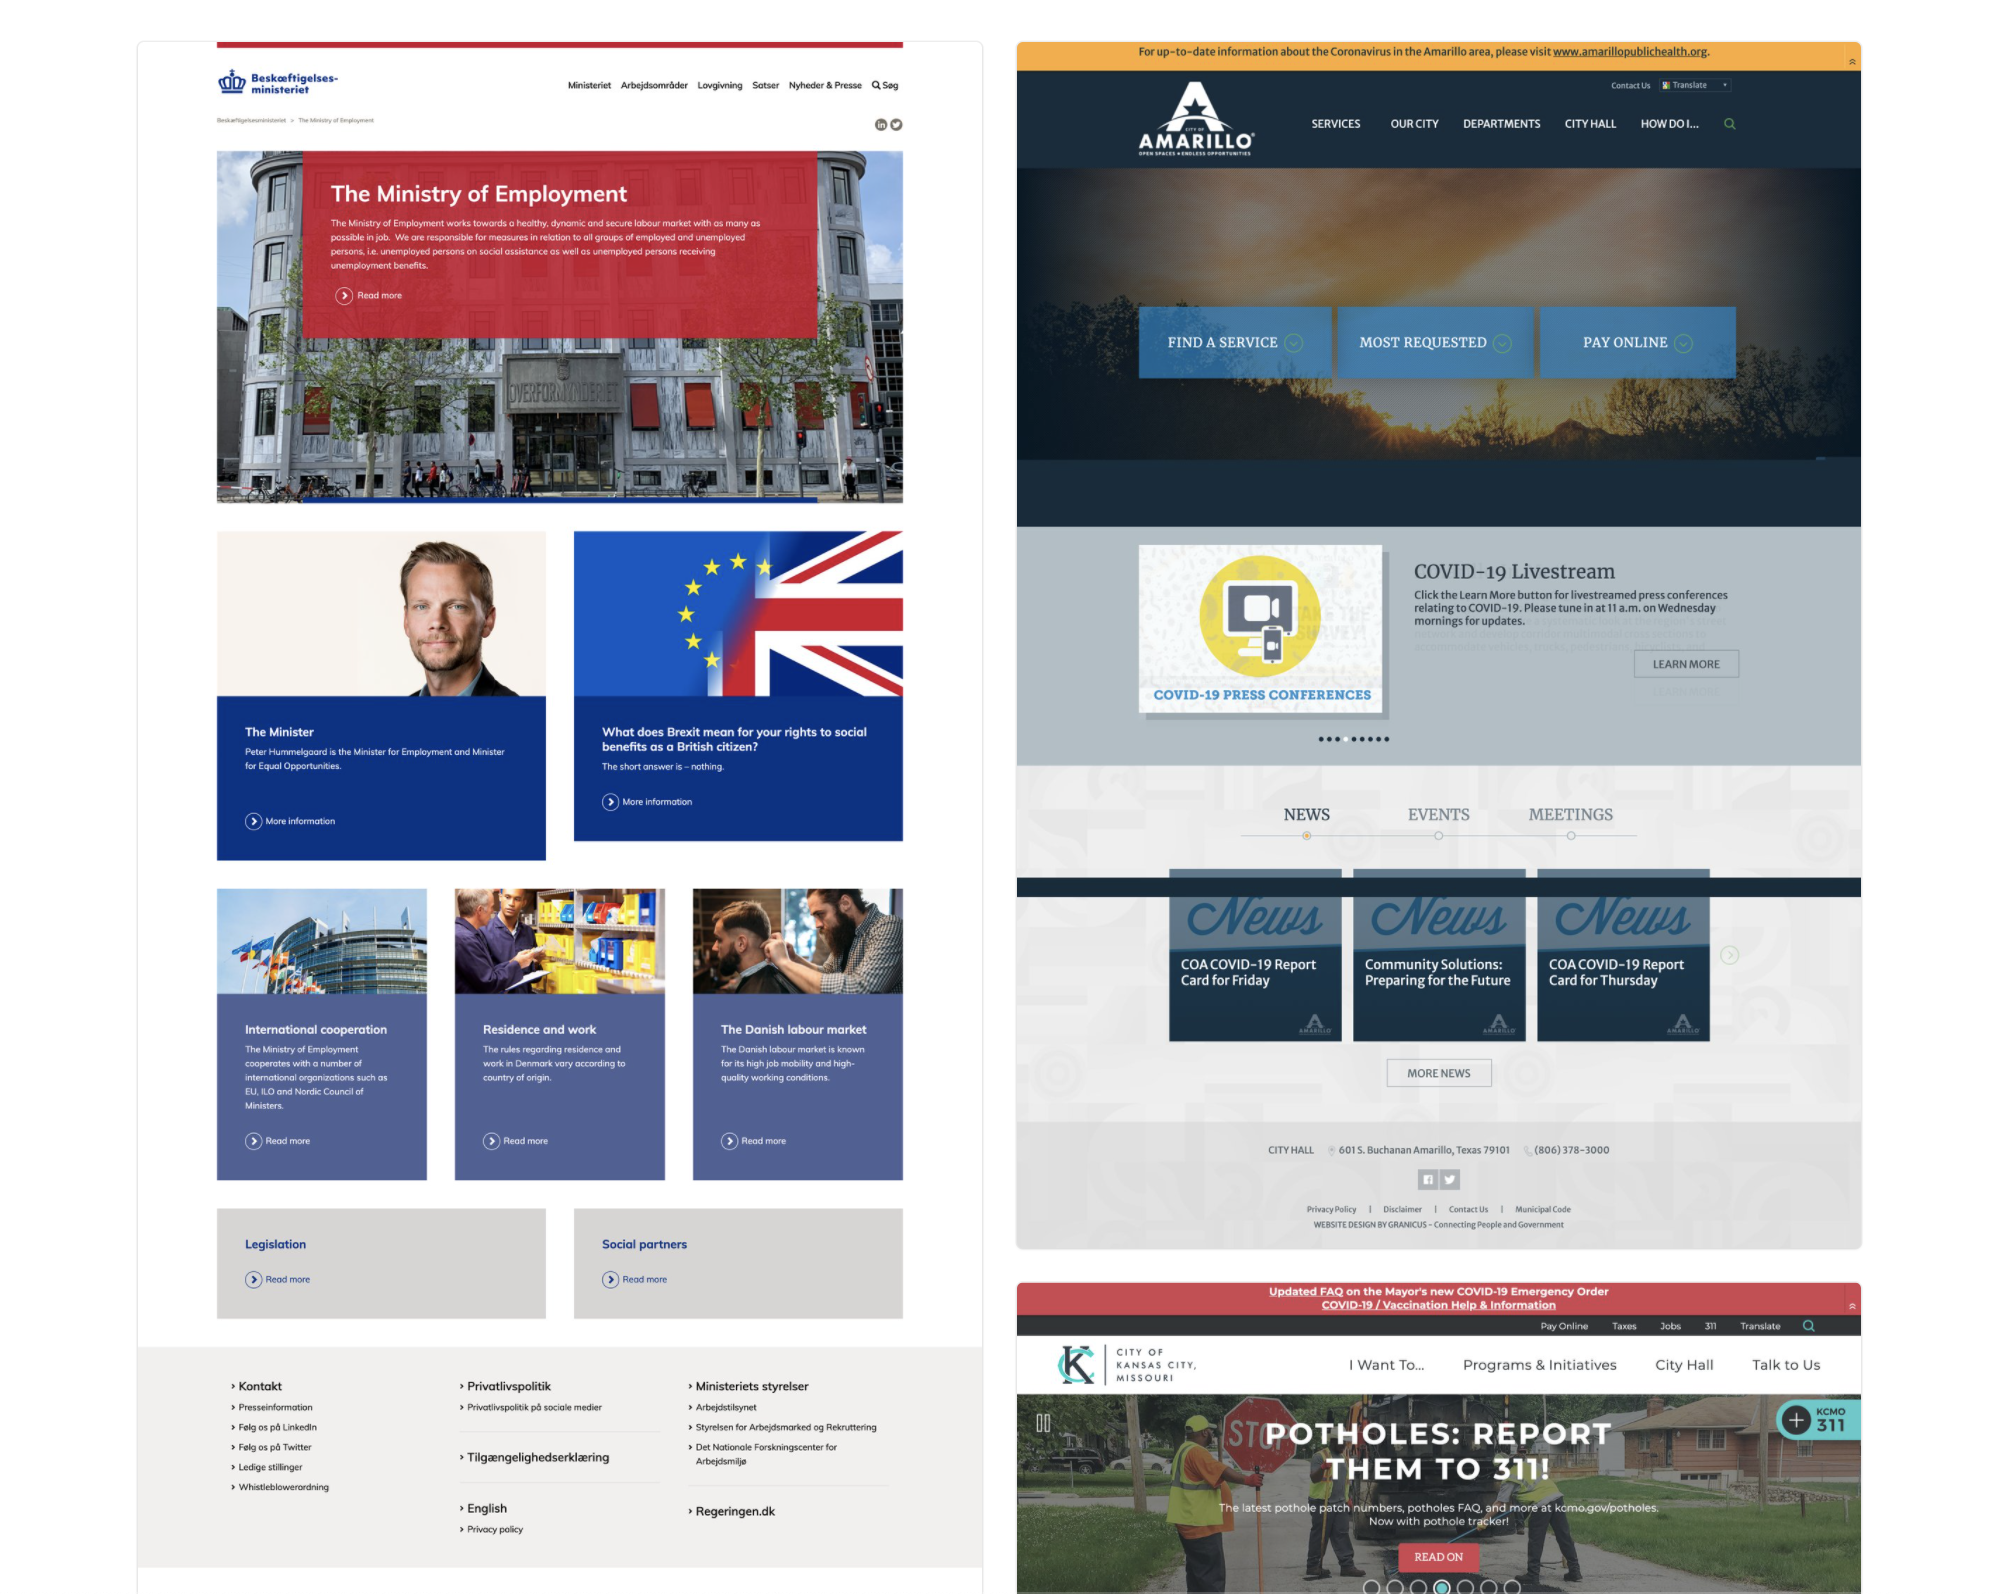 Beskæftigelses-
ministeriet
Ministeriet Arbejdsområder Lovgivning Satser Nyheder & Presse Søg
Beskæftigelsesministeriet > The Ministry of Employment
The Ministry of Employment
The Ministry of Employment works towards a healthy, dynamic and secure labour market with as many as
possible in job. We are responsible for measures in relation to all groups of employed and unemployed
persons, i.e. unemployed persons on social assistance as well as unemployed persons receiving
unemployment benefits.
Read more
OVERFORMYNDERIET
The Minister
Peter Hummelgaard is the Minister for Employment and Minister
for Equal Opportunities.
More information
What does Brexit mean for your rights to social
benefits as a British citizen?
The short answer is – nothing.
More information
International cooperation
The Ministry of Employment
cooperates with a number of
international organizations such as
EU, ILO and Nordic Council of
Ministers.
Read more
Residence and work
The rules regarding residence and
work in Denmark vary according to
country of origin.
Read more
The Danish labour market
The Danish labour market is known
for its high job mobility and high-
quality working conditions.
Read more
Legislation
Read more
Social partners
Read more
› Kontakt
› Presseinformation
› Følg os på LinkedIn
› Følg os på Twitter
› Ledige stillinger
› Whistleblowerordning
› Privatlivspolitik
› Privatlivspolitik på sociale medier
› Tilgængelighedserklæring
› English
› Privacy policy
› Ministeriets styrelser
› Arbejdstilsynet
› Styrelsen for Arbejdsmarked og Rekruttering
› Det Nationale Forskningscenter for
Arbejdsmiljø
› Regeringen.dk
For up-to-date information about the Coronavirus in the Amarillo area, please visit www.amarillopublichealth.org.
Contact Us Translate
CITY OF
AMARILLO
OPEN SPACES • ENDLESS OPPORTUNITIES
SERVICES OUR CITY DEPARTMENTS CITY HALL HOW DO I...
FIND A SERVICE MOST REQUESTED PAY ONLINE
COVID-19 PRESS CONFERENCES
TAKE THE
SURVEY!
COVID-19 Livestream
Click the Learn More button for livestreamed press conferences
relating to COVID-19. Please tune in at 11 a.m. on Wednesday
mornings for updates.
LEARN MORE
LEARN MORE
NEWS EVENTS MEETINGS
News
COA COVID-19 Report
Card for Friday
AMARILLO
News
Community Solutions:
Preparing for the Future
AMARILLO
News
COA COVID-19 Report
Card for Thursday
AMARILLO
MORE NEWS
CITY HALL 601 S. Buchanan Amarillo, Texas 79101 (806) 378-3000
Privacy Policy | Disclaimer | Contact Us | Municipal Code
WEBSITE DESIGN BY GRANICUS - Connecting People and Government
Updated FAQ on the Mayor's new COVID-19 Emergency Order
COVID-19 / Vaccination Help & Information
Pay Online Taxes Jobs 311 Translate
KC
CITY OF
KANSAS CITY,
MISSOURI
I Want To... Programs & Initiatives City Hall Talk to Us
KCMO
311
STOP
POTHOLES: REPORT
THEM TO 311!
The latest pothole patch numbers, potholes FAQ, and more at kcmo.gov/potholes.
Now with pothole tracker!
READ ON